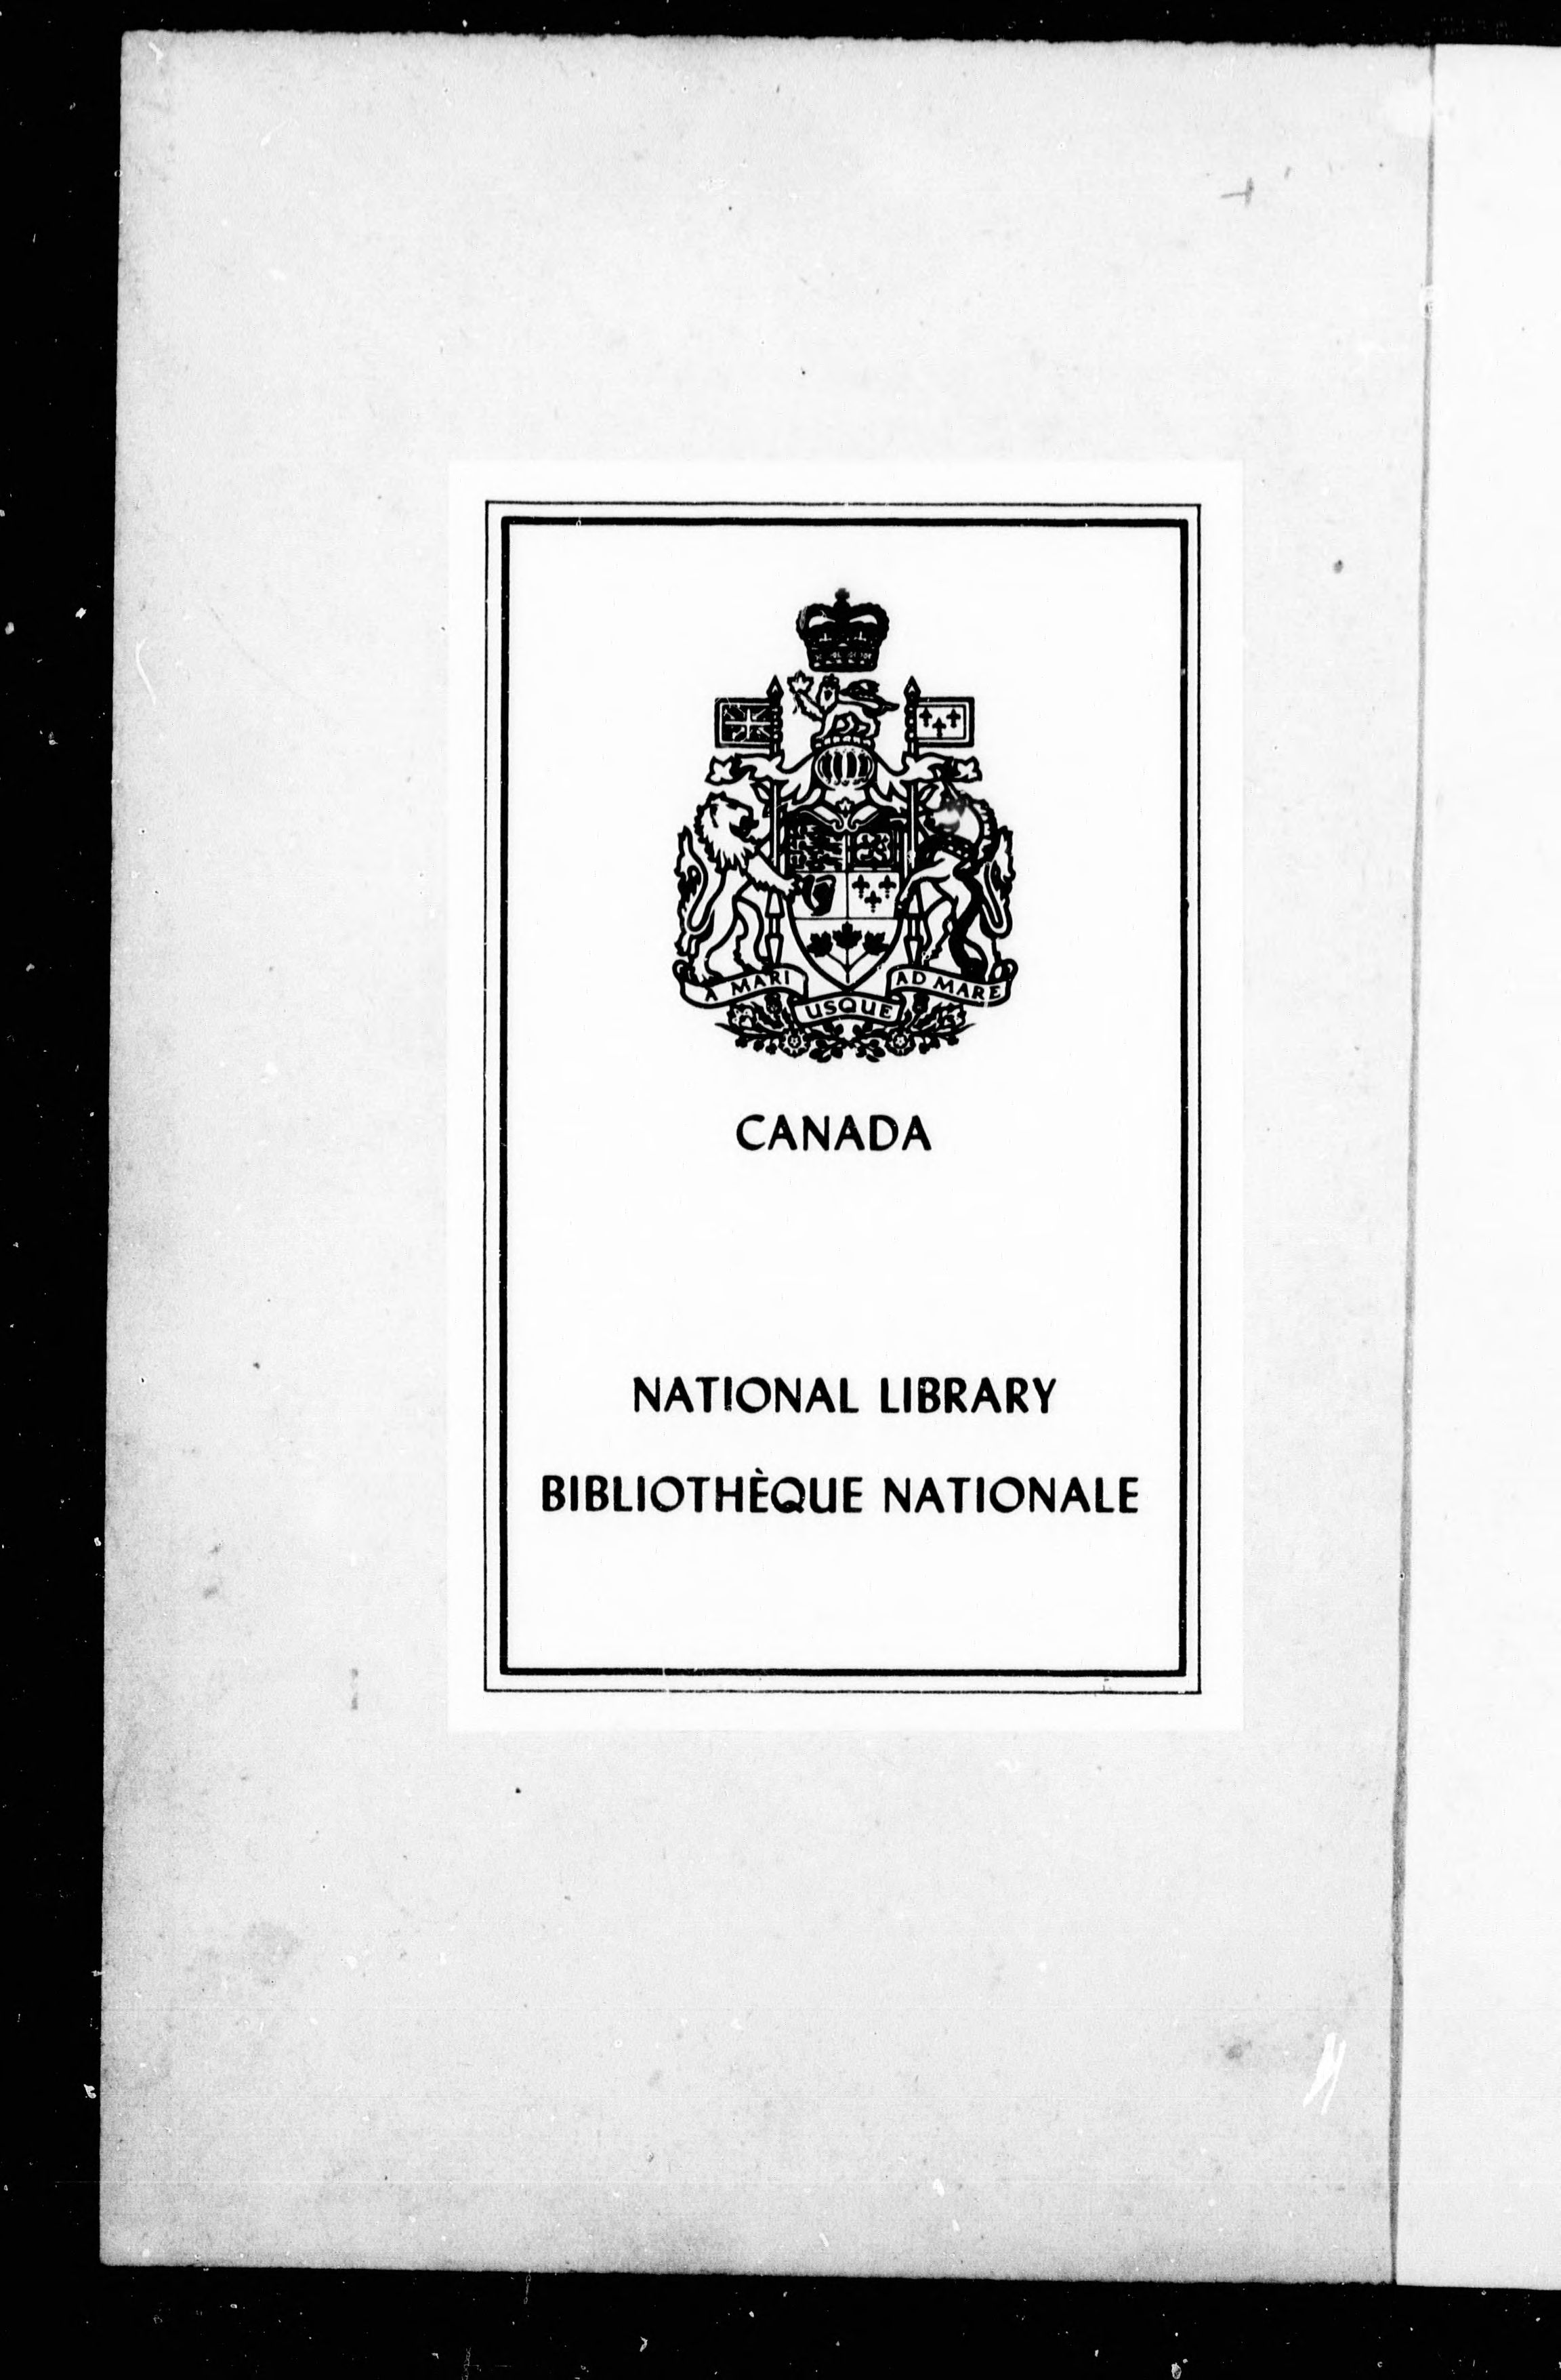 A MARI USQUE AD MARE
CANADA
NATIONAL LIBRARY
BIBLIOTHÈQUE NATIONALE